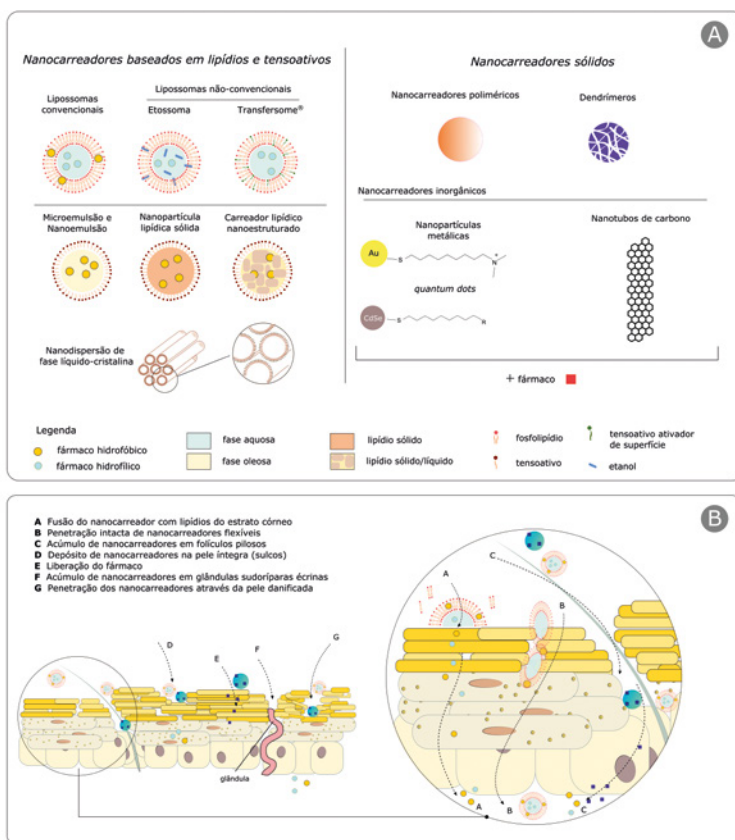 A
Nanocarreadores baseados em lipídios e tensoativos
Lipossomas convencionais
Lipossomas não-convencionais
Etossoma
Transfersome®
Microemulsão e Nanoemulsão
Nanopartícula lipídica sólida
Carreador lipídico nanoestruturado
Nanodispersão de fase líquido-cristalina
Nanocarreadores sólidos
Nanocarreadores poliméricos
Dendrímeros
Nanocarreadores inorgânicos
Nanopartículas metálicas
Au
S
N
+
quantum dots
CdSe
S
R
Nanotubos de carbono
+ fármaco
Legenda
fármaco hidrofóbico
fármaco hidrofílico
fase aquosa
fase oleosa
lipídio sólido
lipídio sólido/líquido
fosfolipídio
tensoativo
tensoativo ativador de superfície
etanol
B
A Fusão do nanocarreador com lipídios do estrato córneo
B Penetração intacta de nanocarreadores flexíveis
C Acúmulo de nanocarreadores em folículos pilosos
D Depósito de nanocarreadores na pele íntegra (sulcos)
E Liberação do fármaco
F Acúmulo de nanocarreadores em glândulas sudoríparas écrinas
G Penetração dos nanocarreadores através da pele danificada
D
E
F
G
glândula
A
B
C
A
B
C